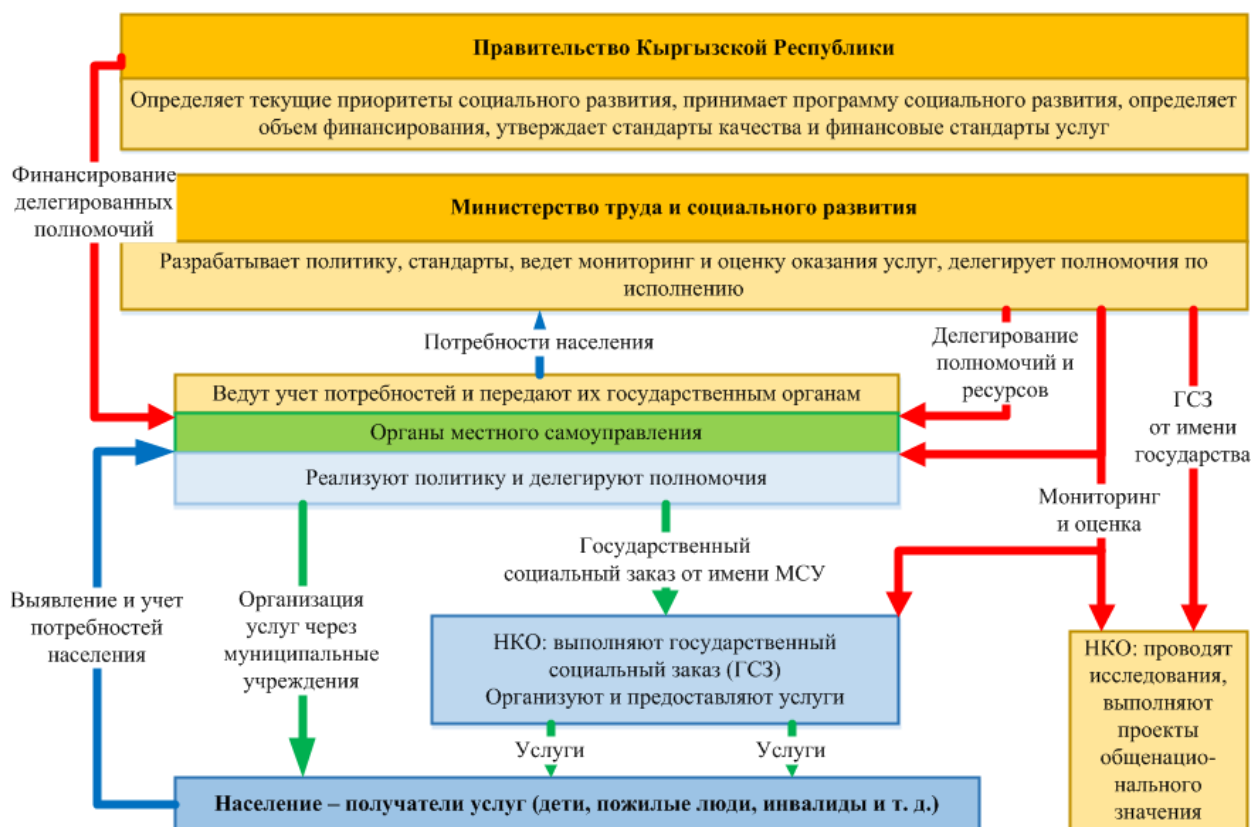 Правительство Кыргызской Республики
Определяет текущие приоритеты социального развития, принимает программу социального развития, определяет
объем финансирования, утверждает стандарты качества и финансовые стандарты услуг
Финансирование
делегированных
полномочий
Министерство труда и социального развития
Разрабатывает политику, стандарты, ведет мониторинг и оценку оказания услуг, делегирует полномочия по
исполнению
Потребности населения
Делегирование
полномочий и
ресурсов
ГСЗ
от имени
государства
Ведут учет потребностей и передают их государственным органам
Органы местного самоуправления
Реализуют политику и делегируют полномочия
Мониторинг
и оценка
Выявление и учет
потребностей
населения
Организация
услуг через
муниципальные
учреждения
Государственный
социальный заказ от имени МСУ
НКО: выполняют государственный
социальный заказ (ГСЗ)
Организуют и предоставляют услуги
НКО: проводят
исследования,
выполняют
проекты
общенацио-
нального
значения
Услуги
Услуги
Население – получатели услуг (дети, пожилые люди, инвалиды и т. д.)